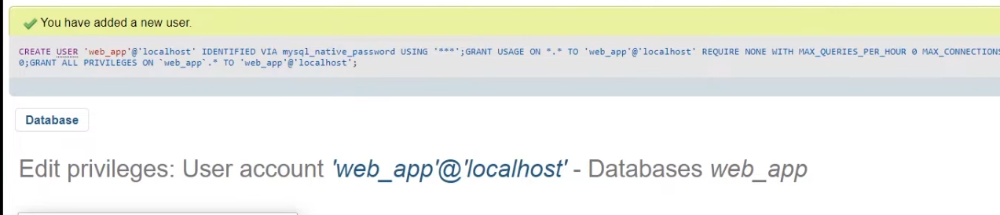 You have added a new user.
CREATE USER 'web_app'@'localhost' IDENTIFIED VIA mysql_native_password USING '***';GRANT USAGE ON *.* TO 'web_app'@'localhost' REQUIRE NONE WITH MAX_QUERIES_PER_HOUR 0 MAX_CONNECTIONS
0;GRANT ALL PRIVILEGES ON `web_app`.* TO 'web_app'@'localhost';
Database
Edit privileges: User account 'web_app'@'localhost' - Databases web_app